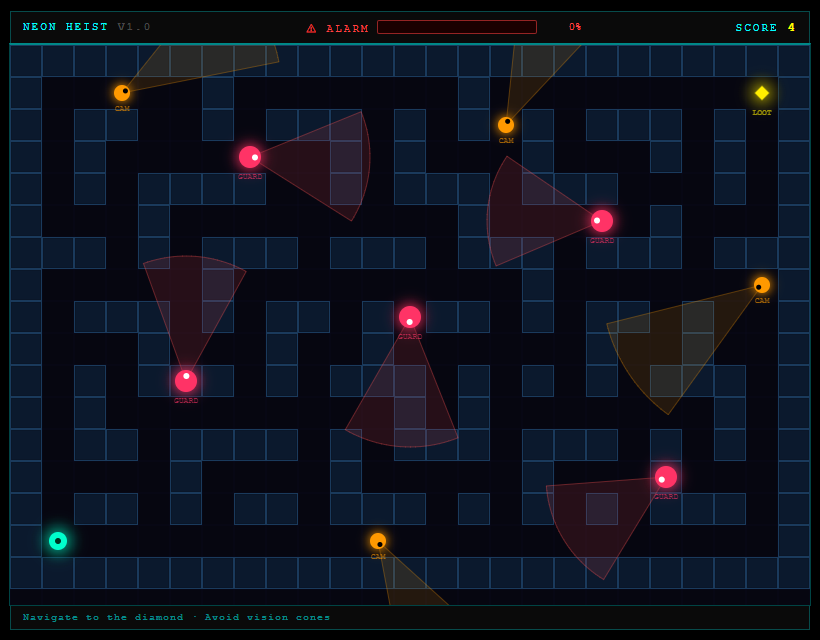 NEON HEIST V1.0
⚠ ALARM 0%
SCORE 4
CAM
LOOT
CAM
GUARD
GUARD
CAM
GUARD
GUARD
GUARD
CAM
Navigate to the diamond · Avoid vision cones